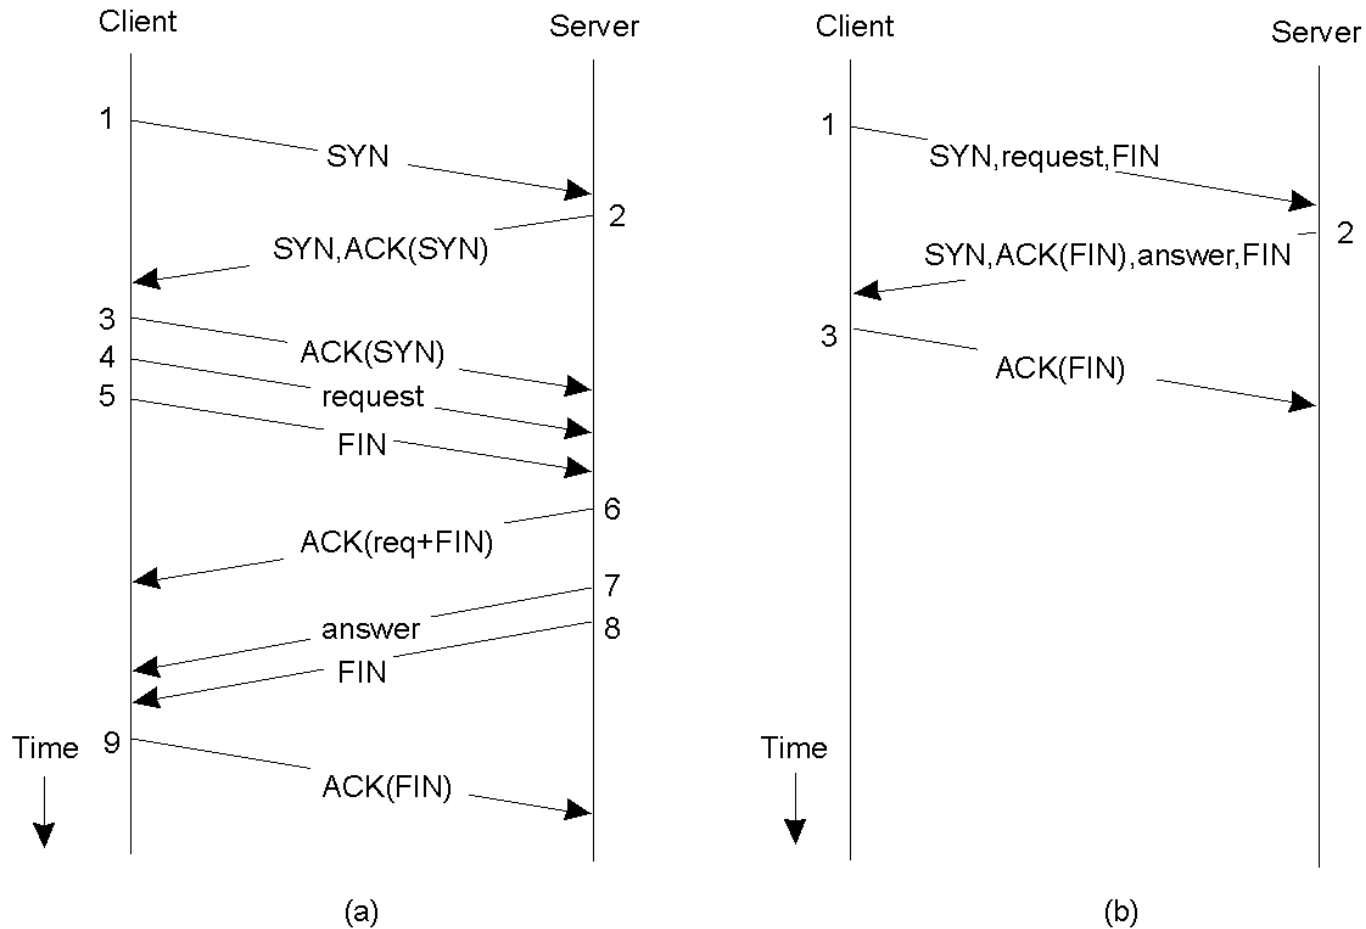 Client
Server
1
SYN
2
SYN,ACK(SYN)
3
ACK(SYN)
4
request
5
FIN
6
ACK(req+FIN)
7
answer
8
FIN
9
Time
ACK(FIN)
(a)
Client
Server
1
SYN,request,FIN
2
SYN,ACK(FIN),answer,FIN
3
ACK(FIN)
Time
(b)